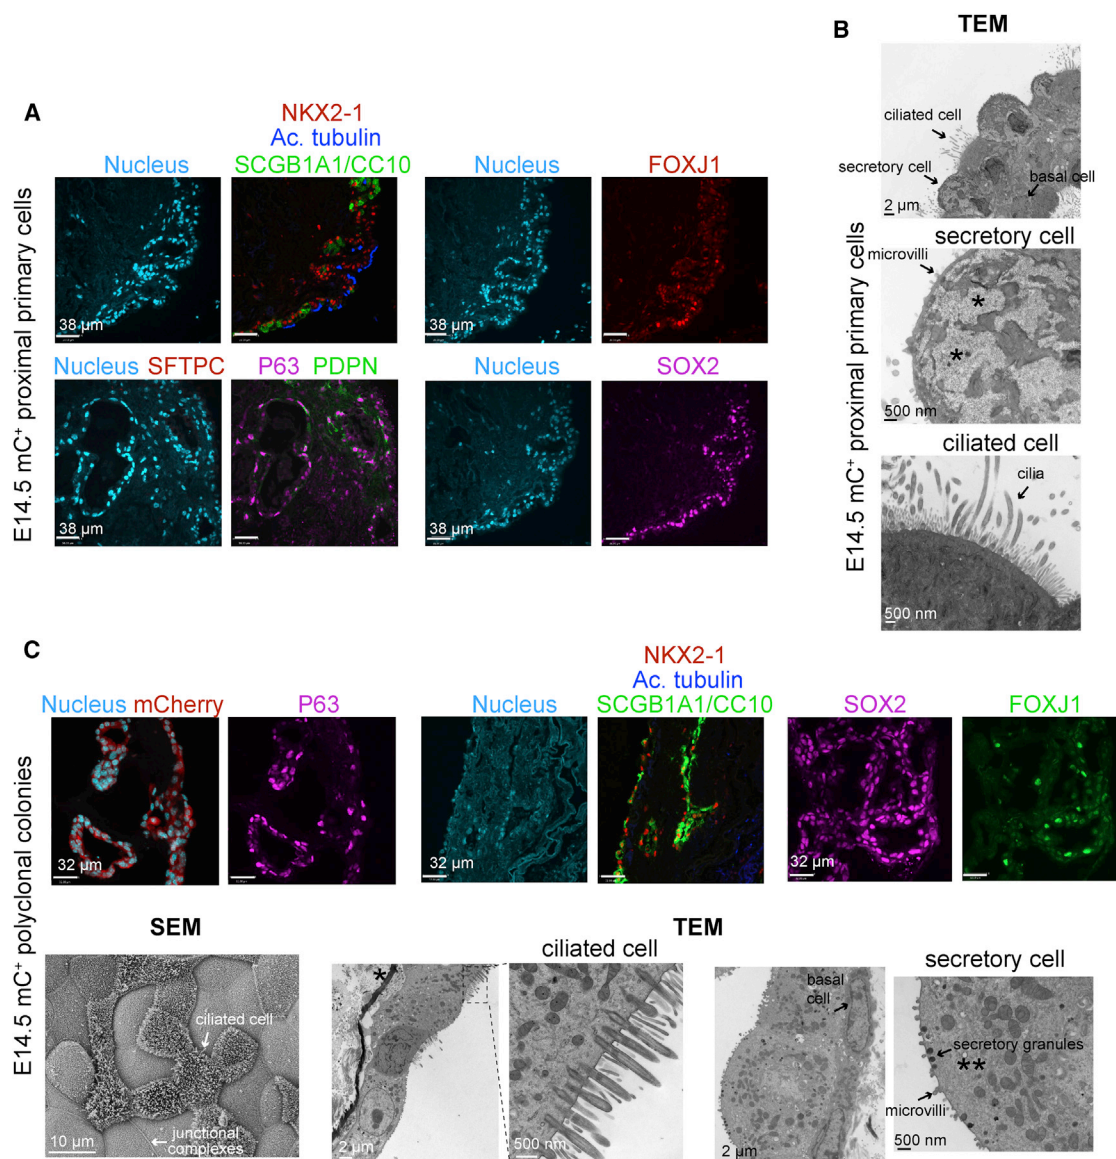 A
NKX2-1
Ac. tubulin
Nucleus SCGB1A1/CC10 Nucleus FOXJ1
38 µm 38 µm
Nucleus SFTPC P63 PDPN Nucleus SOX2
38 µm 38 µm
E14.5 mC⁺ proximal primary cells
B
TEM
ciliated cell
secretory cell
basal cell
2 µm
secretory cell
microvilli
*
*
500 nm
ciliated cell
cilia
500 nm
E14.5 mC⁺ proximal primary cells
C
NKX2-1
Ac. tubulin
Nucleus mCherry P63 Nucleus SCGB1A1/CC10 SOX2 FOXJ1
32 µm 32 µm 32 µm
E14.5 mC⁺ polyclonal colonies
SEM
ciliated cell
junctional
complexes
10 µm
TEM
ciliated cell
*
2 µm
500 nm
basal
cell
2 µm
secretory cell
secretory granules
**
microvilli
500 nm